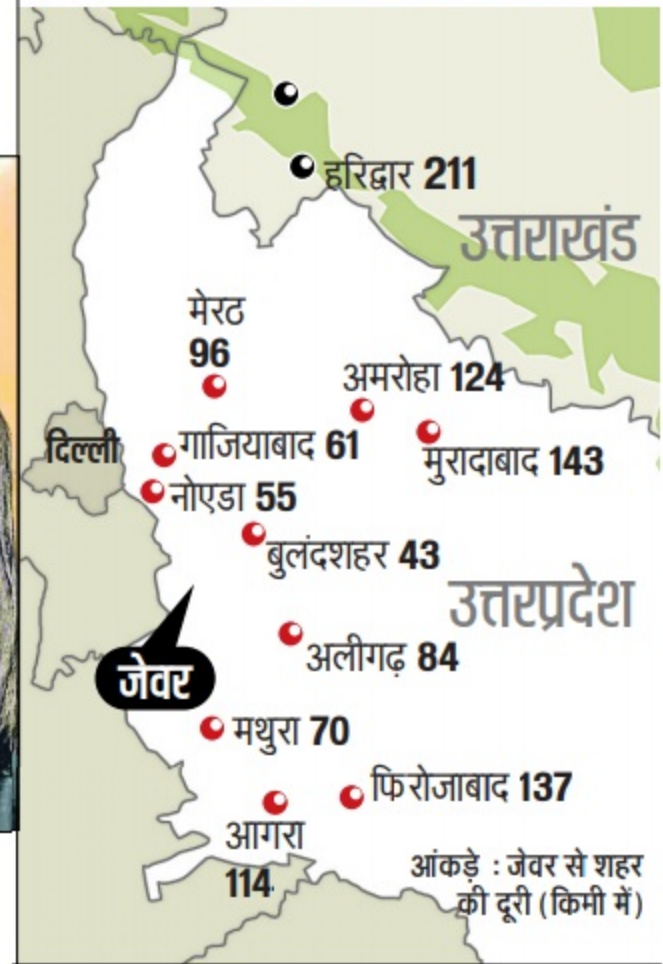 हरिद्वार 211
उत्तराखंड
मेरठ
96
अमरोहा 124
दिल्ली
गाजियाबाद 61
मुरादाबाद 143
नोएडा 55
बुलंदशहर 43
उत्तरप्रदेश
अलीगढ़ 84
जेवर
मथुरा 70
फिरोजाबाद 137
आगरा
114
आंकड़े : जेवर से शहर
की दूरी (किमी में)